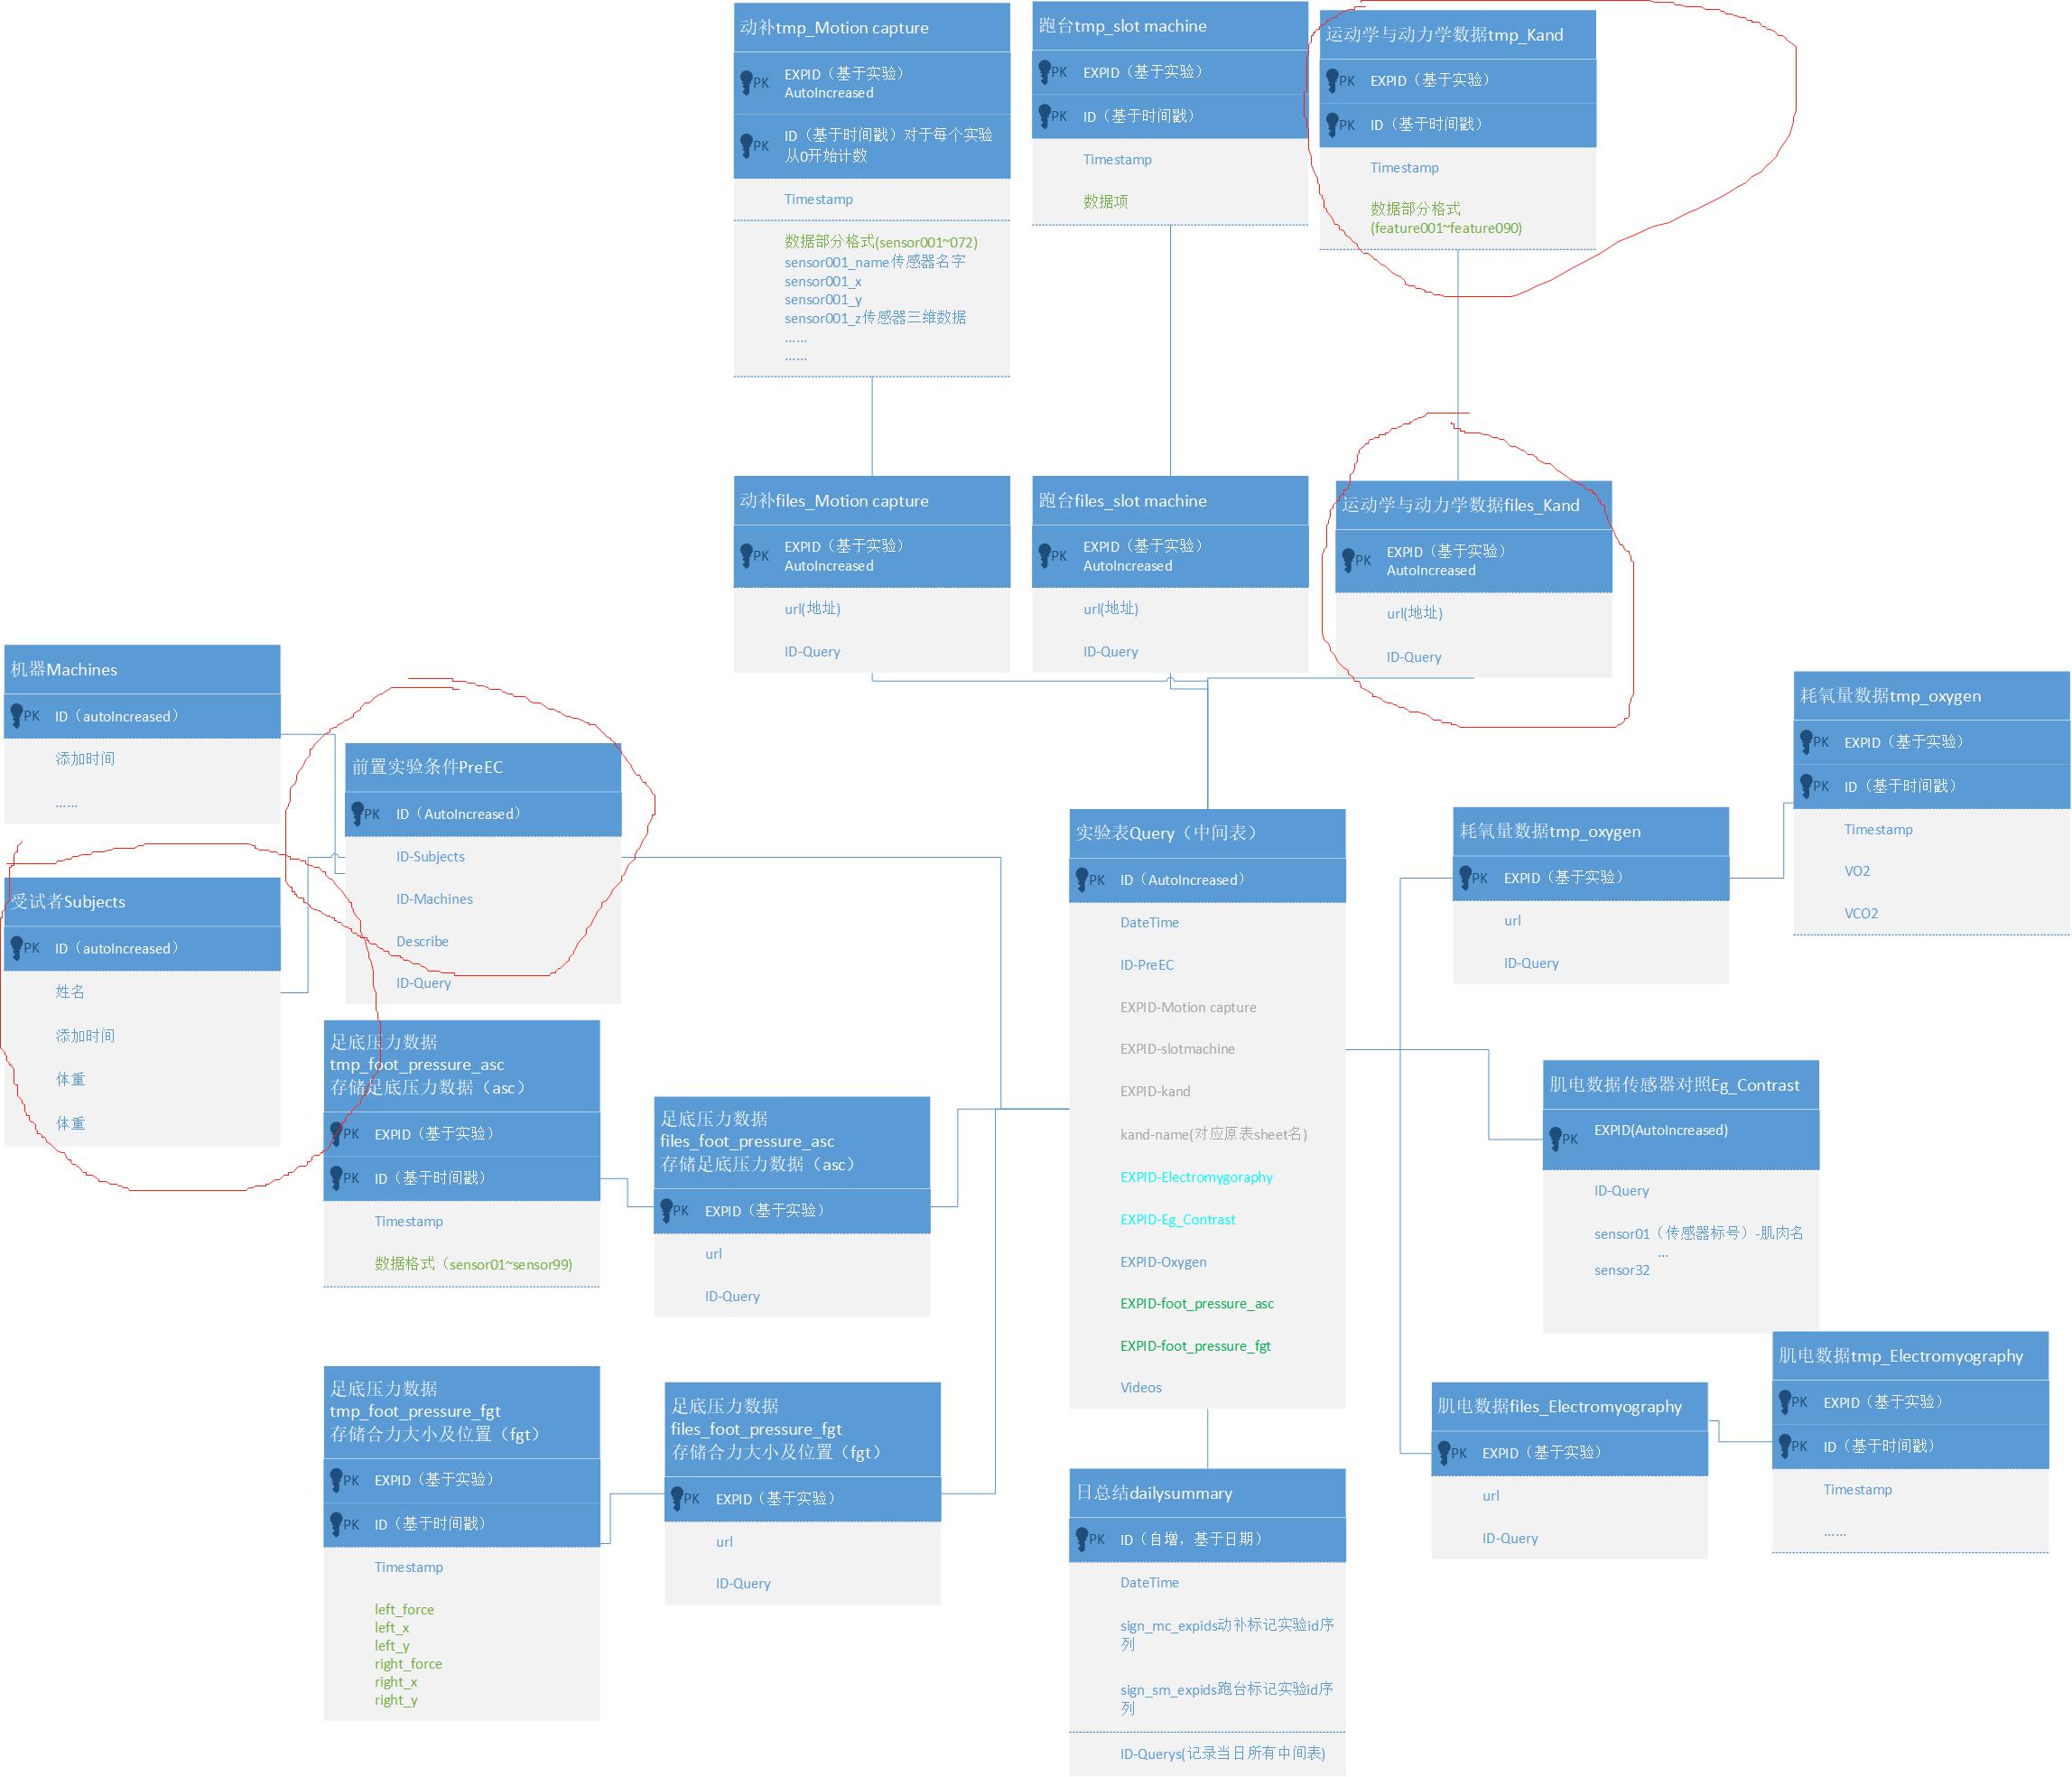 动补tmp_Motion capture
PK EXPID（基于实验）
AutoIncreased
PK ID（基于时间戳）对于每个实验
从0开始计数
Timestamp
数据部分格式(sensor001~072)
sensor001_name传感器名字
sensor001_x
sensor001_y
sensor001_z传感器三维数据
……
……
跑台tmp_slot machine
PK EXPID（基于实验）
PK ID（基于时间戳）
Timestamp
数据项
运动学与动力学数据tmp_Kand
PK EXPID（基于实验）
PK ID（基于时间戳）
Timestamp
数据部分格式
(feature001~feature090)
动补files_Motion capture
PK EXPID（基于实验）
AutoIncreased
url(地址)
ID-Query
跑台files_slot machine
PK EXPID（基于实验）
AutoIncreased
url(地址)
ID-Query
运动学与动力学数据files_Kand
PK EXPID（基于实验）
AutoIncreased
url(地址)
ID-Query
机器Machines
PK ID（autoIncreased）
添加时间
……
前置实验条件PreEC
PK ID（AutoIncreased）
ID-Subjects
ID-Machines
Describe
ID-Query
受试者Subjects
PK ID（autoIncreased）
姓名
添加时间
体重
体重
足底压力数据
tmp_foot_pressure_asc
存储足底压力数据（asc）
PK EXPID（基于实验）
PK ID（基于时间戳）
Timestamp
数据格式（sensor01~sensor99)
足底压力数据
files_foot_pressure_asc
存储足底压力数据（asc）
PK EXPID（基于实验）
url
ID-Query
足底压力数据
tmp_foot_pressure_fgt
存储合力大小及位置（fgt）
PK EXPID（基于实验）
PK ID（基于时间戳）
Timestamp
left_force
left_x
left_y
right_force
right_x
right_y
足底压力数据
files_foot_pressure_fgt
存储合力大小及位置（fgt）
PK EXPID（基于实验）
url
ID-Query
实验表Query（中间表）
PK ID（AutoIncreased）
DateTime
ID-PreEC
EXPID-Motion capture
EXPID-slotmachine
EXPID-kand
kand-name(对应原表sheet名)
EXPID-Electromygoraphy
EXPID-Eg_Contrast
EXPID-Oxygen
EXPID-foot_pressure_asc
EXPID-foot_pressure_fgt
Videos
日总结dailysummary
PK ID（自增，基于日期）
DateTime
sign_mc_expids动补标记实验id序
列
sign_sm_expids跑台标记实验id序
列
ID-Querys(记录当日所有中间表)
耗氧量数据tmp_oxygen
PK EXPID（基于实验）
url
ID-Query
耗氧量数据tmp_oxygen
PK EXPID（基于实验）
PK ID（基于时间戳）
Timestamp
VO2
VCO2
肌电数据传感器对照Eg_Contrast
PK EXPID(AutoIncreased)
ID-Query
sensor01（传感器标号）-肌肉名
...
sensor32
肌电数据files_Electromyography
PK EXPID（基于实验）
url
ID-Query
肌电数据tmp_Electromyography
PK EXPID（基于实验）
PK ID（基于时间戳）
Timestamp
……